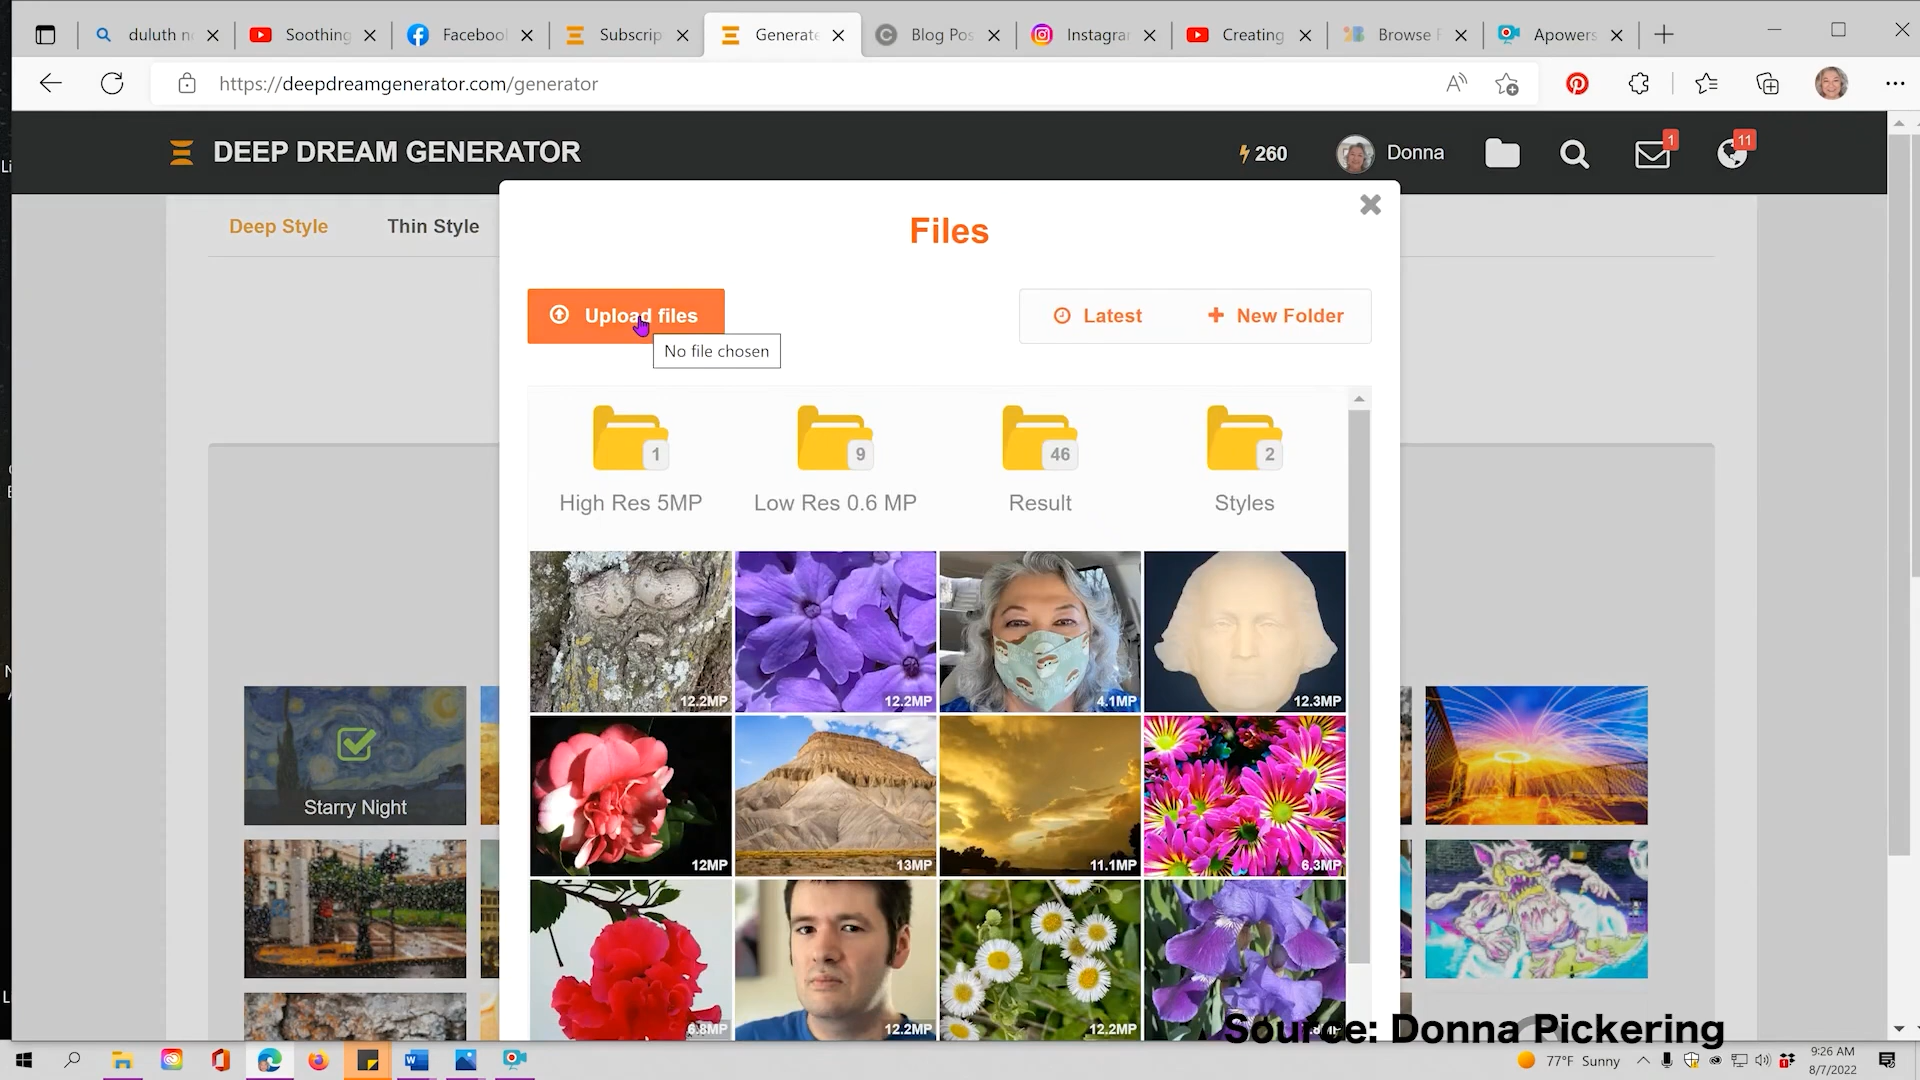 duluth n
Soothing
Facebool
Subscrip
Generate
Blog Pos
Instagrar
Creating
Browse F
Apowers
https://deepdreamgenerator.com/generator
DEEP DREAM GENERATOR
260
Donna
1
11
Deep Style
Thin Style
Files
Upload files
Latest
New Folder
No file chosen
1
9
46
2
High Res 5MP
Low Res 0.6 MP
Result
Styles
12.2MP
12.2MP
4.1MP
12.3MP
Starry Night
12MP
13MP
11.1MP
6.3MP
6.8MP
12.2MP
12.2MP
Source: Donna Pickering
77°F Sunny
9:26 AM
8/7/2022